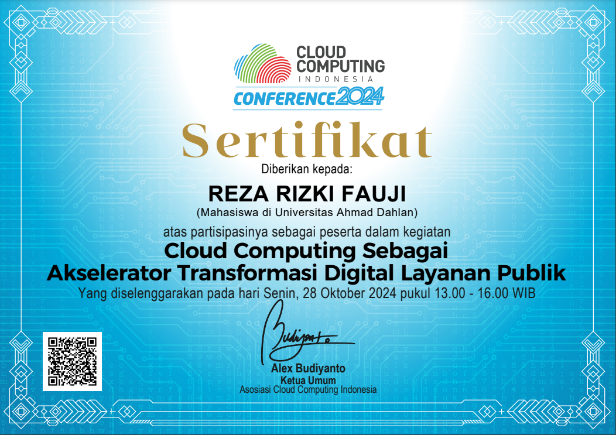 CLOUD
COMPUTING
INDONESIA
CONFERENCE2024
Sertifikat
Diberikan kepada:
REZA RIZKI FAUJI
(Mahasiswa di Universitas Ahmad Dahlan)
atas partisipasinya sebagai peserta dalam kegiatan
Cloud Computing Sebagai
Akselerator Transformasi Digital Layanan Publik
Yang diselenggarakan pada hari Senin, 28 Oktober 2024 pukul 13.00 - 16.00 WIB
Budiyanto
Alex Budiyanto
Ketua Umum
Asosiasi Cloud Computing Indonesia